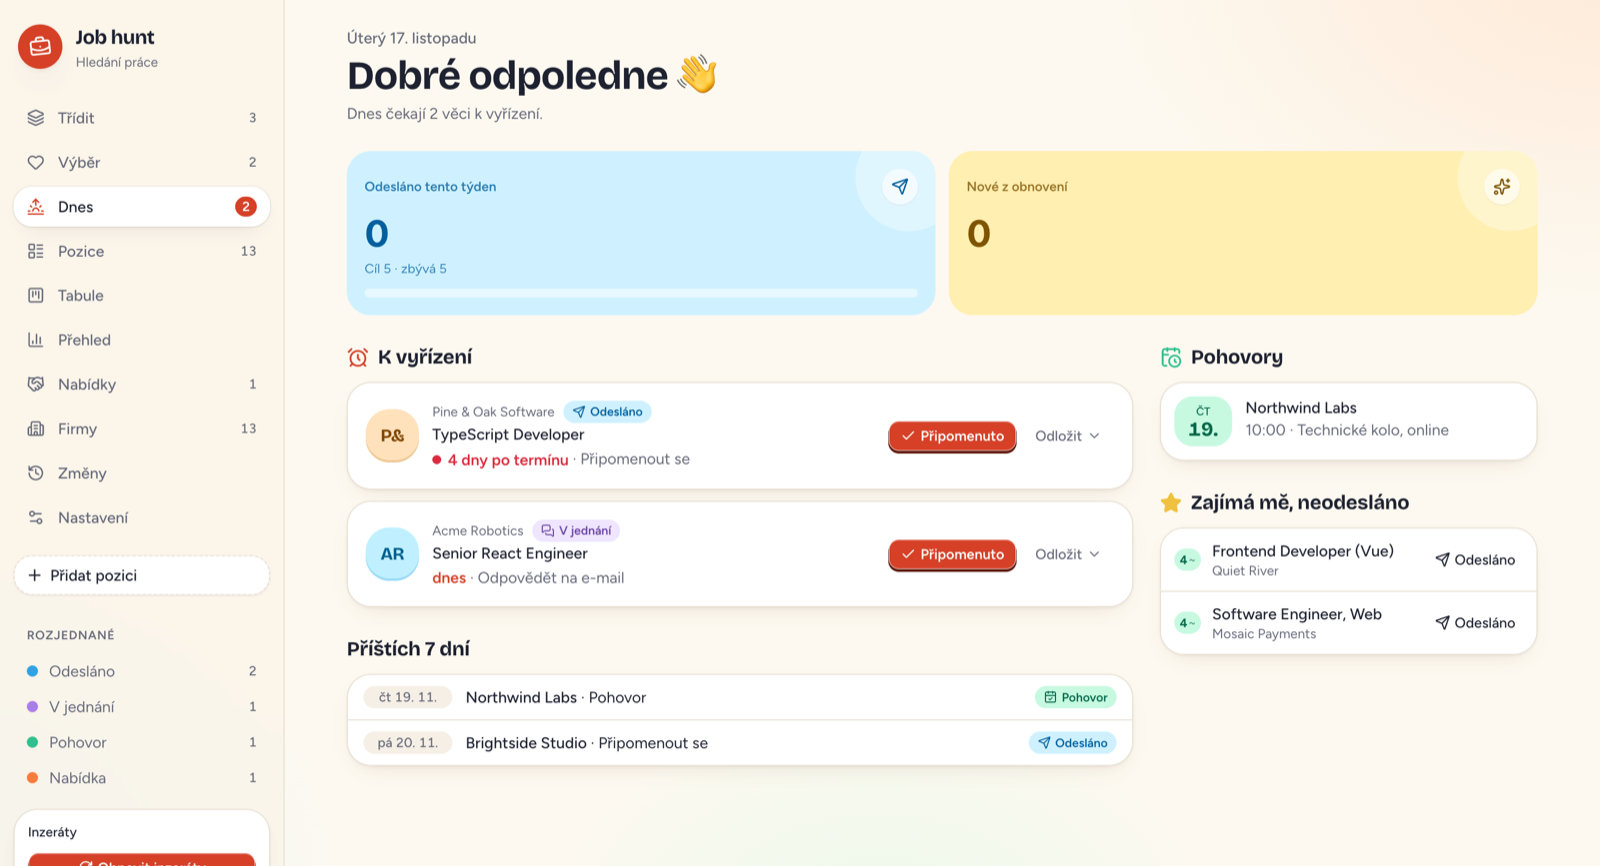 Job hunt
Hledání práce
Třídit 3
Výběr 2
Dnes 2
Pozice 13
Tabule
Přehled
Nabídky 1
Firmy 13
Změny
Nastavení
Přidat pozici
ROZJEDNANÉ
Odesláno 2
V jednání 1
Pohovor 1
Nabídka 1
Inzeráty
Obnovit inzeráty
Úterý 17. listopadu
Dobré odpoledne
Dnes čekají 2 věci k vyřízení.
Odesláno tento týden
0
Cíl 5 · zbývá 5
Nové z obnovení
0
K vyřízení
P&
Pine & Oak Software Odesláno
TypeScript Developer
4 dny po termínu · Připomenout se
Připomenuto Odložit
AR
Acme Robotics V jednání
Senior React Engineer
dnes · Odpovědět na e-mail
Připomenuto Odložit
Příštích 7 dní
čt 19. 11. Northwind Labs · Pohovor Pohovor
pá 20. 11. Brightside Studio · Připomenout se Odesláno
Pohovory
ČT
19.
Northwind Labs
10:00 · Technické kolo, online
Zajímá mě, neodesláno
4~
Frontend Developer (Vue)
Quiet River
Odesláno
4~
Software Engineer, Web
Mosaic Payments
Odesláno